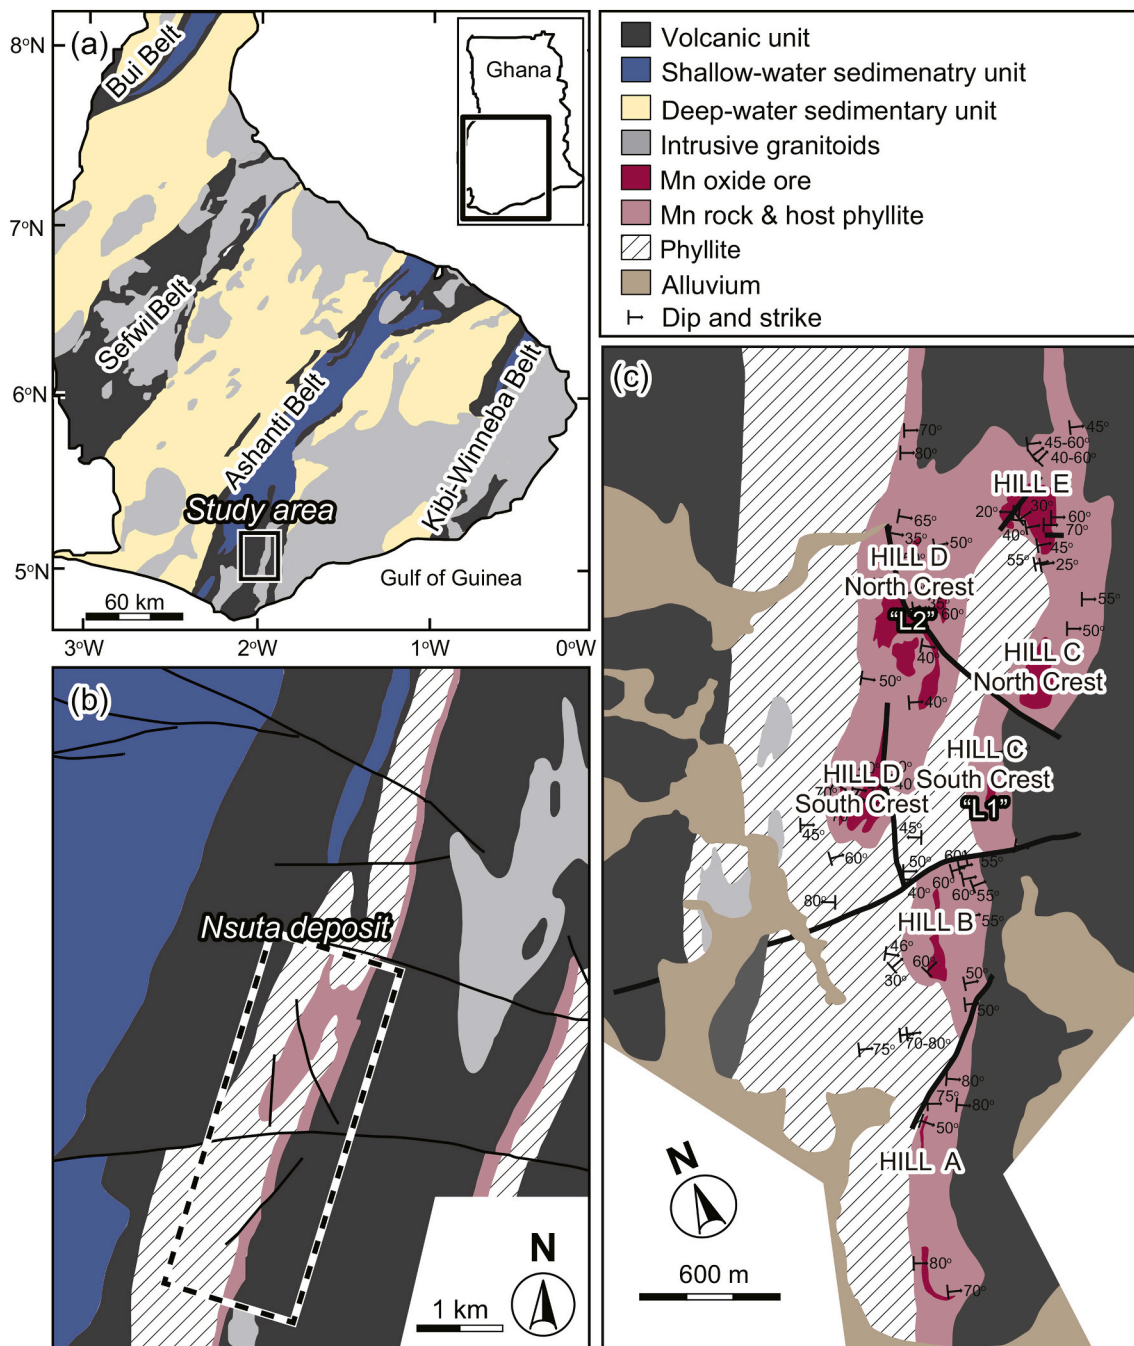 (a)
8°N
7°N
6°N
5°N
3°W
2°W
1°W
0°W
Bui Belt
Sefwi Belt
Ashanti Belt
Kibi-Winneba Belt
Study area
Gulf of Guinea
60 km
Ghana
Volcanic unit
Shallow-water sedimenatry unit
Deep-water sedimentary unit
Intrusive granitoids
Mn oxide ore
Mn rock & host phyllite
Phyllite
Alluvium
Dip and strike
(b)
Nsuta deposit
N
1 km
(c)
70°
80°
45°
45-60°
40-60°
HILL E
20°
30°
60°
70°
40°
45°
55°
25°
65°
35°
50°
HILL D
North Crest
60°
"L2"
40°
55°
50°
50°
40°
HILL C
North Crest
HILL C
South Crest
"L1"
HILL D
South Crest
45°
45°
60°
50°
40°
60°
55°
60°
60°
55°
80°
HILL B
55°
46°
60°
30°
50°
50°
75°
70-80°
80°
75°
80°
50°
HILL A
N
600 m
80°
70°